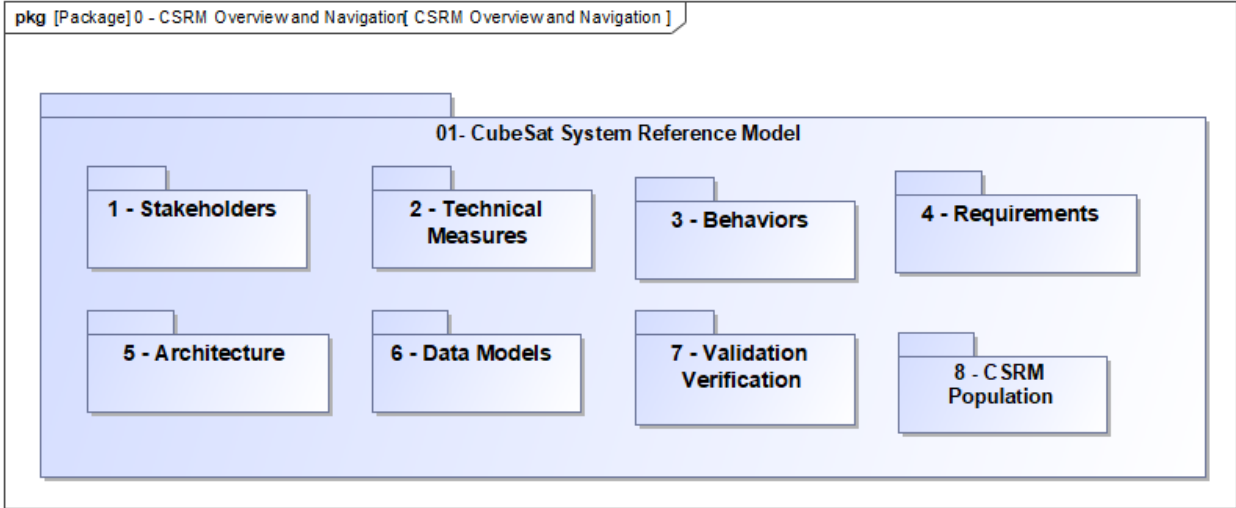 pkg [Package] 0 - CSRM Overview and Navigation[ CSRM Overview and Navigation ]
01- CubeSat System Reference Model
1 - Stakeholders
2 - Technical
Measures
3 - Behaviors
4 - Requirements
5 - Architecture
6 - Data Models
7 - Validation
Verification
8 - CSRM
Population